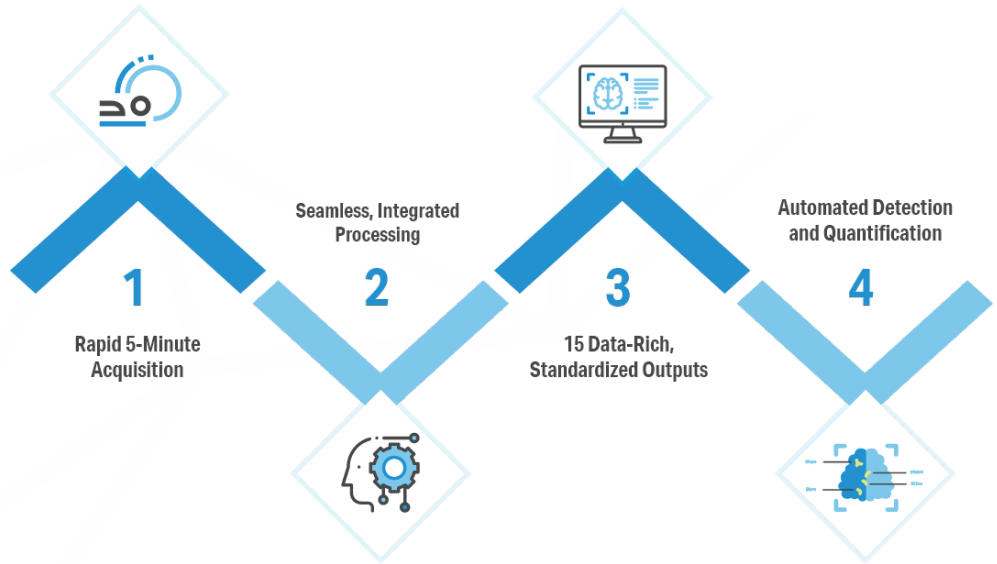 1
Rapid 5-Minute
Acquisition
Seamless, Integrated
Processing
2
3
15 Data-Rich,
Standardized Outputs
Automated Detection
and Quantification
4